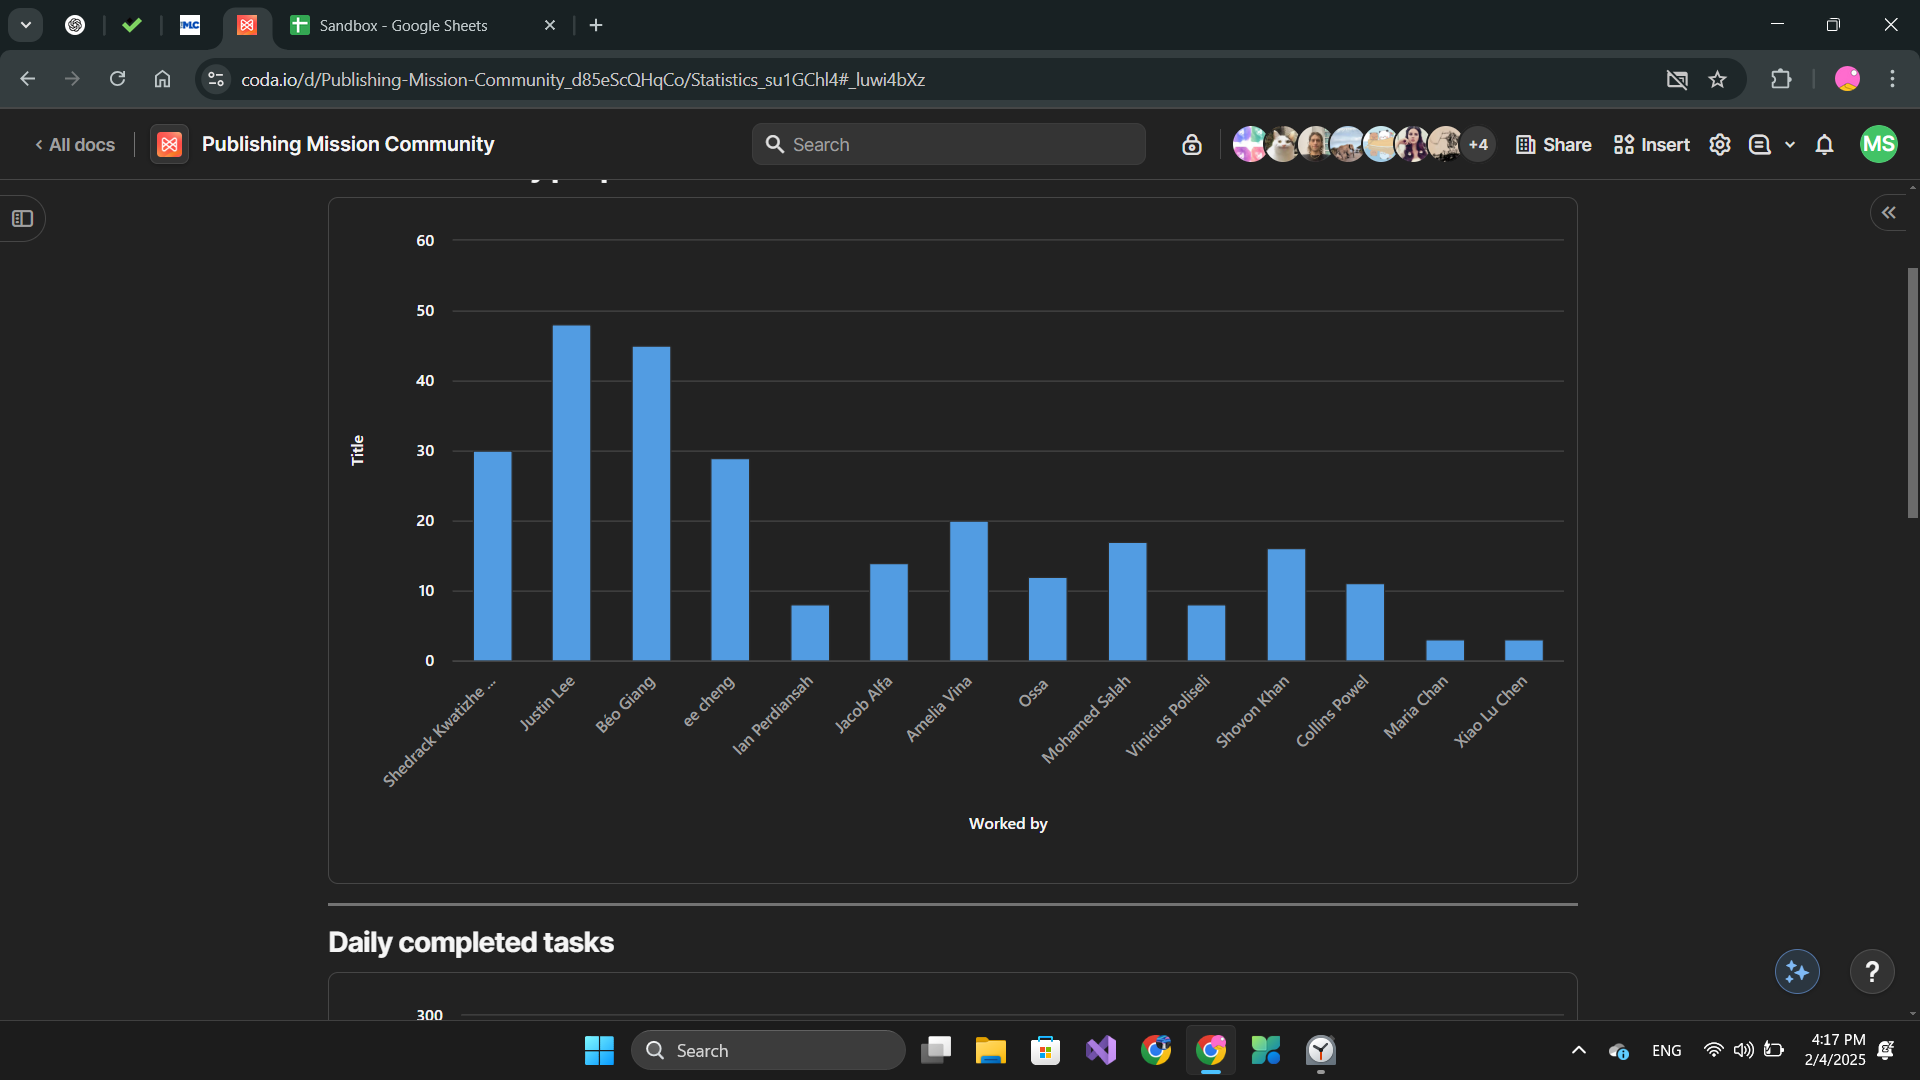 Sandbox - Google Sheets
coda.io/d/Publishing-Mission-Community_d85eScQHqCo/Statistics_su1GChl4#_luwi4bXz
All docs
Publishing Mission Community
Search
+4
Share
Insert
MS
60
50
40
30
20
10
0
Title
Shedrack Kwatizhe ...
Justin Lee
Béo Giang
ee cheng
Ian Perdiansah
Jacob Alfa
Amelia Vina
Ossa
Mohamed Salah
Vinicius Poliseli
Shovon Khan
Collins Powel
Maria Chan
Xiao Lu Chen
Worked by
Daily completed tasks
300
?
Search
ENG
4:17 PM
2/4/2025